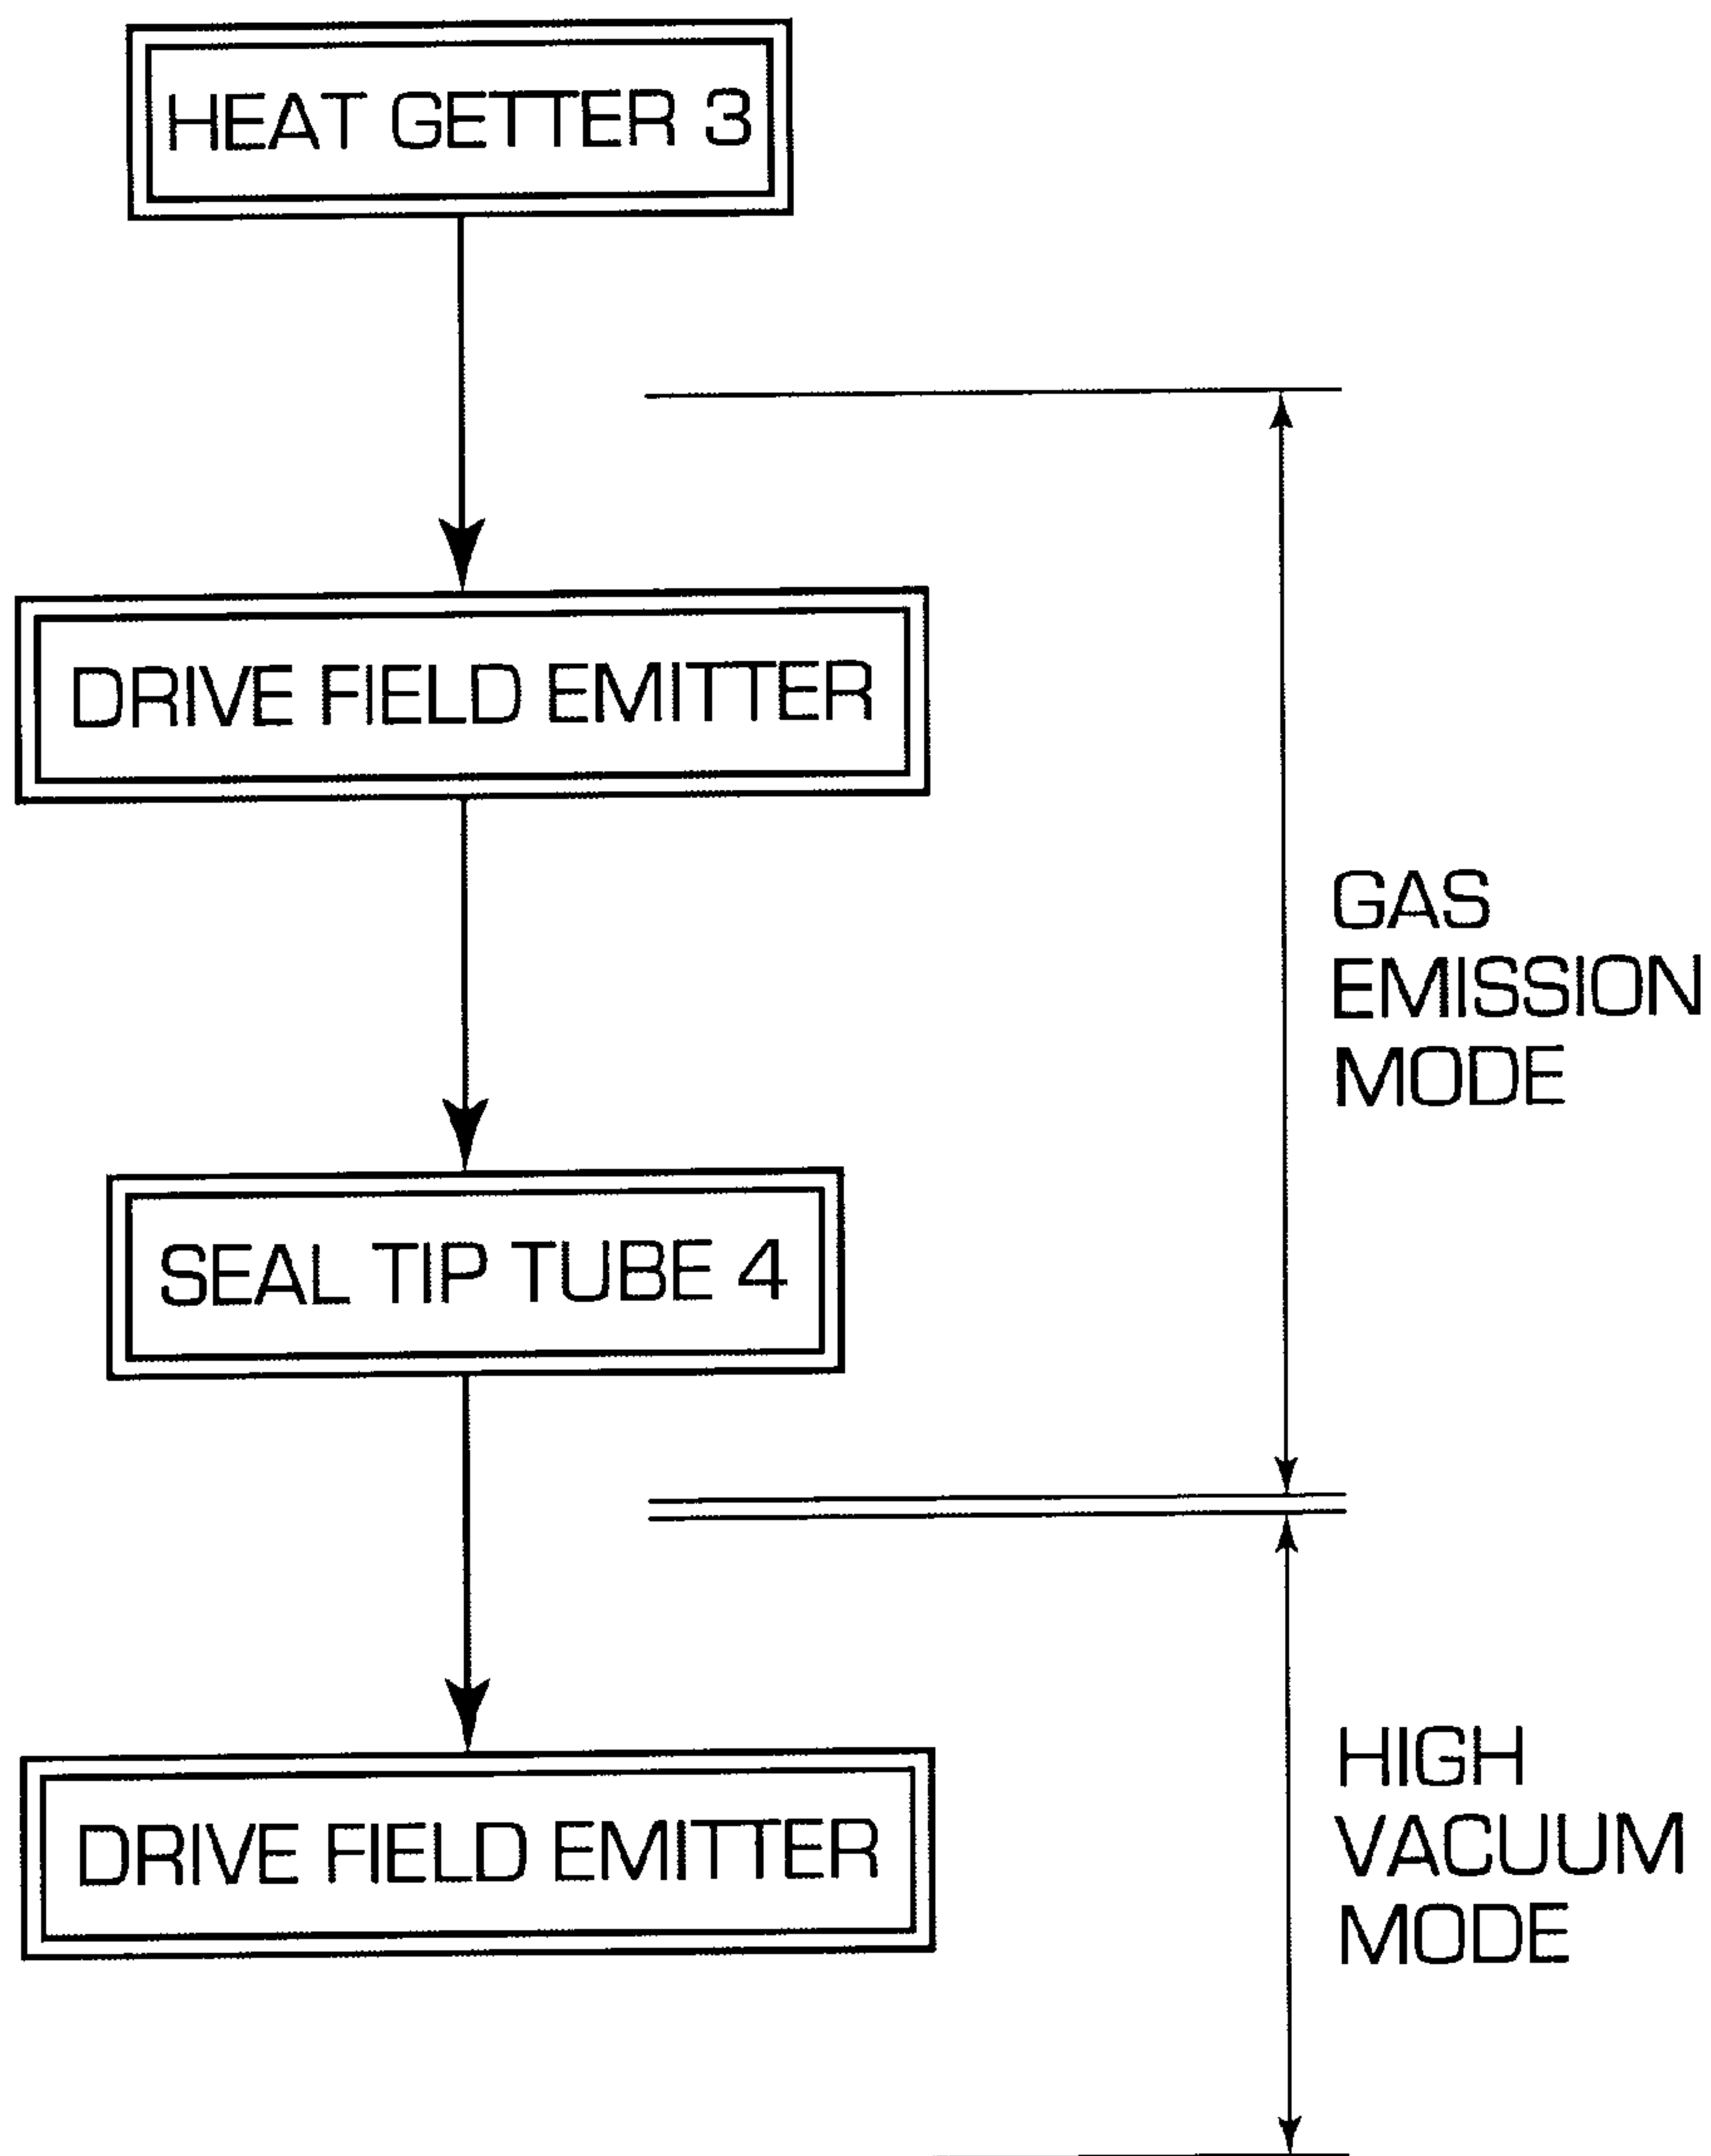 HEAT GETTER 3
DRIVE FIELD EMITTER
GAS
EMISSION
MODE
SEAL TIP TUBE 4
HIGH
VACUUM
MODE
DRIVE FIELD EMITTER